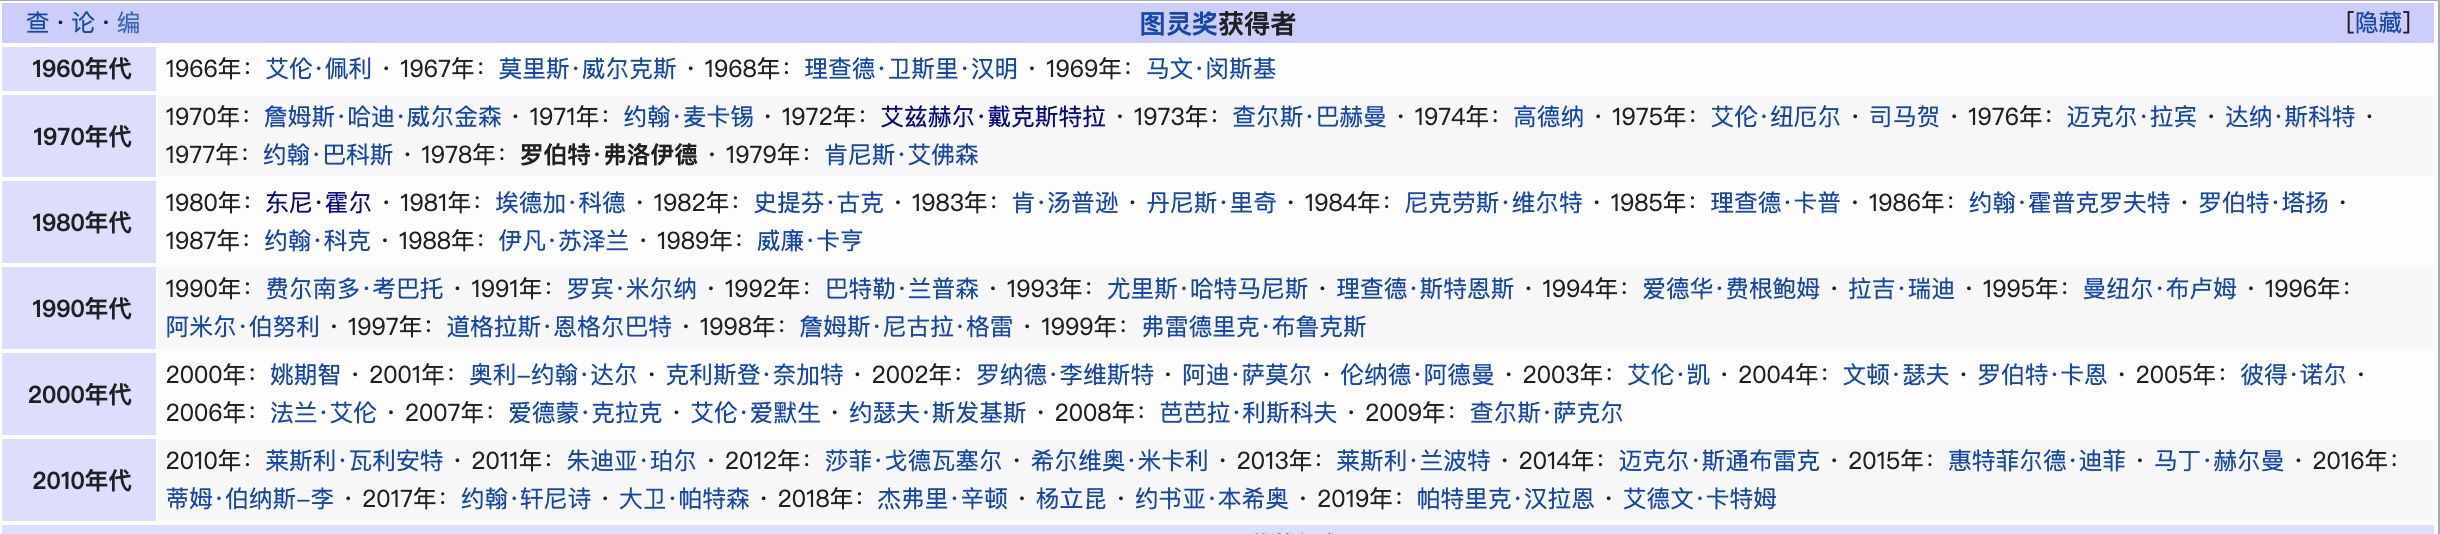 查·论·编 图灵奖获得者 [隐藏]
1960年代 1966年：艾伦·佩利 · 1967年：莫里斯·威尔克斯 · 1968年：理查德·卫斯里·汉明 · 1969年：马文·闵斯基
1970年代 1970年：詹姆斯·哈迪·威尔金森 · 1971年：约翰·麦卡锡 · 1972年：艾兹赫尔·戴克斯特拉 · 1973年：查尔斯·巴赫曼 · 1974年：高德纳 · 1975年：艾伦·纽厄尔 · 司马贺 · 1976年：迈克尔·拉宾 · 达纳·斯科特 ·
1977年：约翰·巴科斯 · 1978年：罗伯特·弗洛伊德 · 1979年：肯尼斯·艾佛森
1980年代 1980年：东尼·霍尔 · 1981年：埃德加·科德 · 1982年：史提芬·古克 · 1983年：肯·汤普逊 · 丹尼斯·里奇 · 1984年：尼克劳斯·维尔特 · 1985年：理查德·卡普 · 1986年：约翰·霍普克罗夫特 · 罗伯特·塔扬 ·
1987年：约翰·科克 · 1988年：伊凡·苏泽兰 · 1989年：威廉·卡亨
1990年代 1990年：费尔南多·考巴托 · 1991年：罗宾·米尔纳 · 1992年：巴特勒·兰普森 · 1993年：尤里斯·哈特马尼斯 · 理查德·斯特恩斯 · 1994年：爱德华·费根鲍姆 · 拉吉·瑞迪 · 1995年：曼纽尔·布卢姆 · 1996年：
阿米尔·伯努利 · 1997年：道格拉斯·恩格尔巴特 · 1998年：詹姆斯·尼古拉·格雷 · 1999年：弗雷德里克·布鲁克斯
2000年代 2000年：姚期智 · 2001年：奥利–约翰·达尔 · 克利斯登·奈加特 · 2002年：罗纳德·李维斯特 · 阿迪·萨莫尔 · 伦纳德·阿德曼 · 2003年：艾伦·凯 · 2004年：文顿·瑟夫 · 罗伯特·卡恩 · 2005年：彼得·诺尔 ·
2006年：法兰·艾伦 · 2007年：爱德蒙·克拉克 · 艾伦·爱默生 · 约瑟夫·斯发基斯 · 2008年：芭芭拉·利斯科夫 · 2009年：查尔斯·萨克尔
2010年代 2010年：莱斯利·瓦利安特 · 2011年：朱迪亚·珀尔 · 2012年：莎菲·戈德瓦塞尔 · 希尔维奥·米卡利 · 2013年：莱斯利·兰波特 · 2014年：迈克尔·斯通布雷克 · 2015年：惠特菲尔德·迪菲 · 马丁·赫尔曼 · 2016年：
蒂姆·伯纳斯–李 · 2017年：约翰·轩尼诗 · 大卫·帕特森 · 2018年：杰弗里·辛顿 · 杨立昆 · 约书亚·本希奥 · 2019年：帕特里克·汉拉恩 · 艾德文·卡特姆